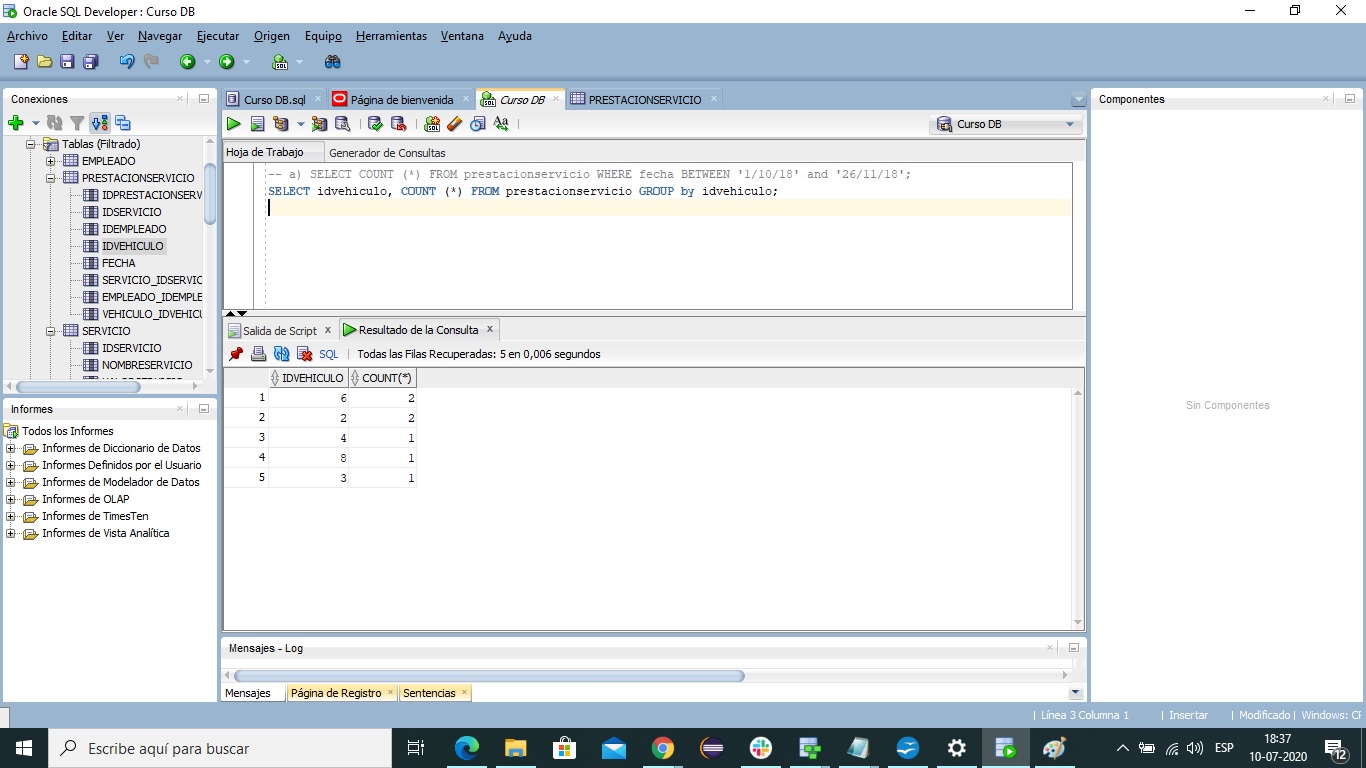 Oracle SQL Developer : Curso DB
Archivo Editar Ver Navegar Ejecutar Origen Equipo Herramientas Ventana Ayuda
Conexiones
Tablas (Filtrado)
EMPLEADO
PRESTACIONSERVICIO
IDPRESTACIONSERV
IDSERVICIO
IDEMPLEADO
IDVEHICULO
FECHA
SERVICIO_IDSERVIC
EMPLEADO_IDEMPLE
VEHICULO_IDVEHICU
SERVICIO
IDSERVICIO
NOMBRESERVICIO
Informes
Todos los Informes
Informes de Diccionario de Datos
Informes Definidos por el Usuario
Informes de Modelador de Datos
Informes de OLAP
Informes de TimesTen
Informes de Vista Analítica
Curso DB.sql Página de bienvenida Curso DB PRESTACIONSERVICIO
Curso DB
Hoja de Trabajo Generador de Consultas
-- a) SELECT COUNT (*) FROM prestacionservicio WHERE fecha BETWEEN '1/10/18' and '26/11/18';
SELECT idvehiculo, COUNT (*) FROM prestacionservicio GROUP by idvehiculo;
Salida de Script x Resultado de la Consulta x
SQL | Todas las Filas Recuperadas: 5 en 0,006 segundos
IDVEHICULO COUNT(*)
1 6 2
2 2 2
3 4 1
4 8 1
5 3 1
Mensajes - Log
Mensajes Página de Registro Sentencias
Componentes
Sin Componentes
| Línea 3 Columna 1 | Insertar | Modificado | Windows: CF
Escribe aquí para buscar
ESP
18:37
10-07-2020
12